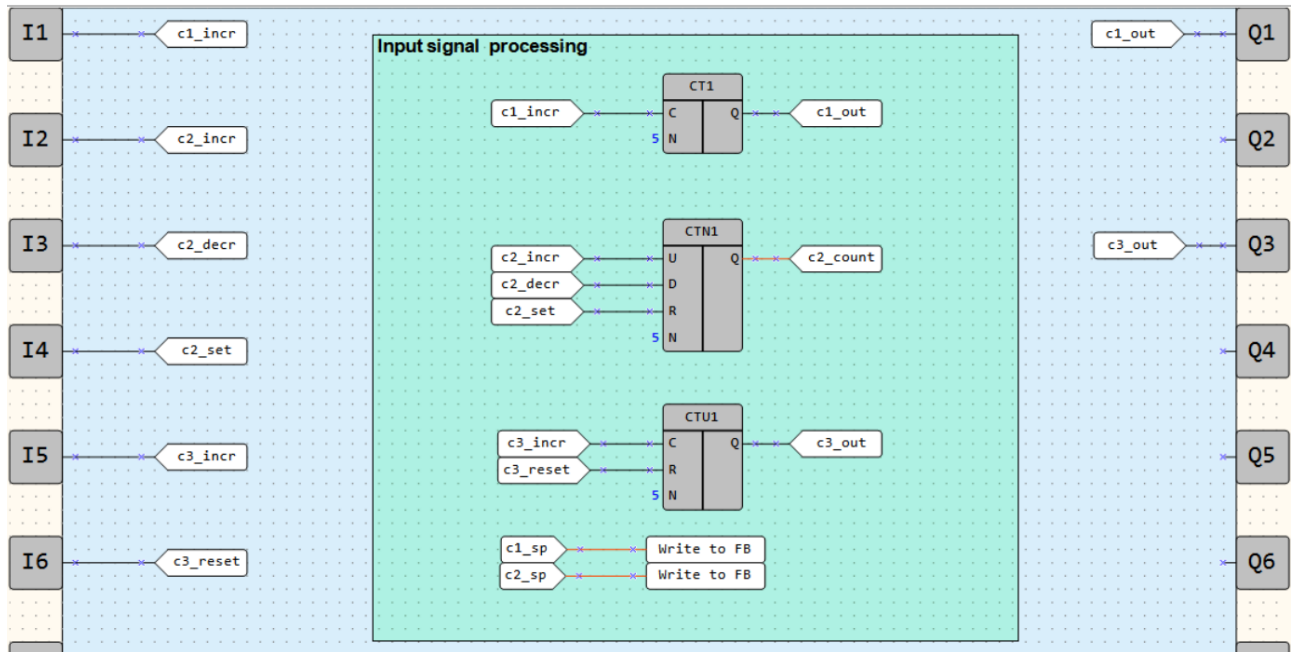 I1 c1_incr c1_out Q1
Input signal processing
CT1
c1_incr C Q c1_out
5 N
I2 c2_incr Q2
CTN1
I3 c2_decr c3_out Q3
c2_incr U Q c2_count
c2_decr D
c2_set R
5 N
I4 c2_set Q4
CTU1
c3_incr C Q c3_out
I5 c3_incr Q5
c3_reset R
5 N
c1_sp Write to FB
I6 c3_reset Q6
c2_sp Write to FB